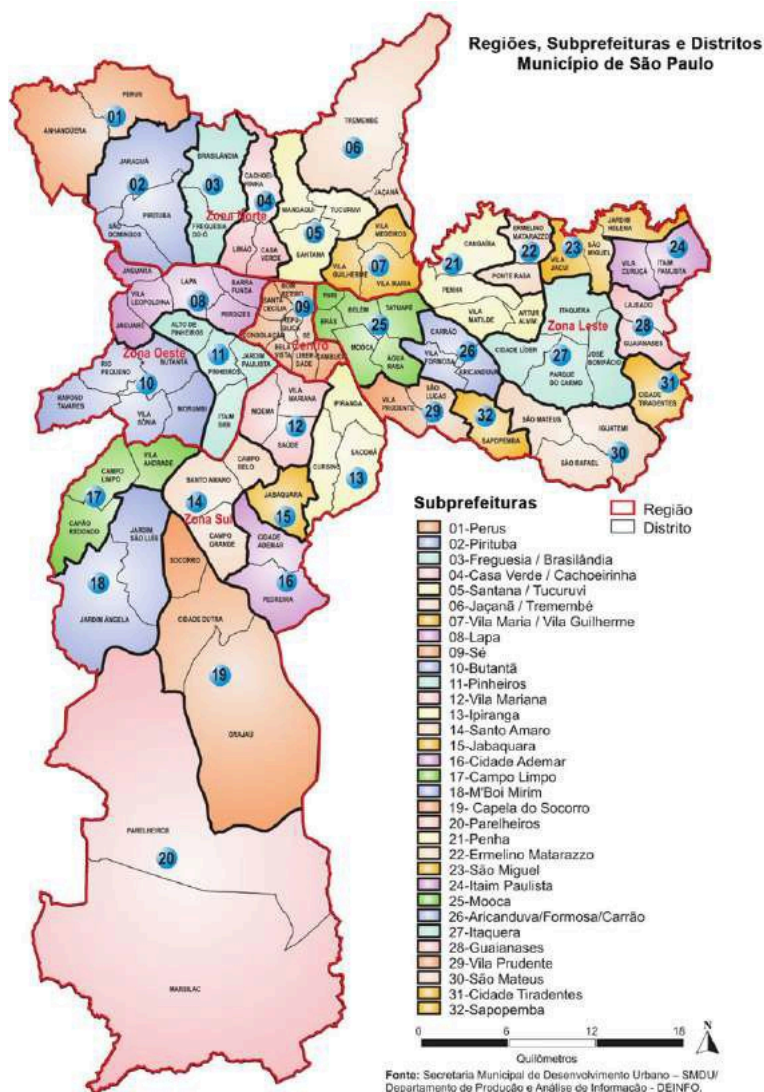 Regiões, Subprefeituras e Distritos
Município de São Paulo
PERUS
ANHANGÜERA
01
TREMEMBÉ
06
JAÇANÃ
JARAGUÁ
02
PIRITUBA
SÃO
DOMINGOS
BRASILÂNDIA
03
FREGUESIA
DO Ó
Zona Norte
CACHOEI-
RINHA
04
LIMÃO
CASA
VERDE
MANDAQUI
TUCURUVI
05
SANTANA
VILA
MEDEIROS
07
VILA
GUILHERME
VILA MARIA
CANGAÍBA
21
PENHA
VILA
MATILDE
ARTUR
ALVIM
ERMELINO
MATARAZZO
22
PONTE RASA
23
VILA
JACUÍ
SÃO
MIGUEL
JARDIM
HELENA
VILA
CURUÇÁ
ITAIM
PAULISTA
24
LAJEADO
28
GUAIANASES
JAGUARA
VILA
LEOPOLDINA
JAGUARÉ
LAPA
08
BARRA
FUNDA
PERDIZES
BOM
RETIRO
SANTA
CECÍLIA
09
REPÚ-
BLICA
SÉ
CONSOLAÇÃO
BELA
VISTA
LIBER-
DADE
CAMBUCI
Centro
PARI
BRÁS
BELÉM
TATUAPÉ
25
MOOCA
ÁGUA
RASA
CARRÃO
26
VILA
FORMOSA
ARICANDUVA
ITAQUERA
Zona Leste
CIDADE LÍDER
27
PARQUE
DO CARMO
JOSÉ
BONIFÁCIO
31
CIDADE
TIRADENTES
ALTO DE
PINHEIROS
11
PINHEIROS
JARDIM
PAULISTA
ITAIM
BIBI
Zona Oeste
RIO
PEQUENO
BUTANTÃ
10
RAPOSO
TAVARES
VILA
SÔNIA
MORUMBI
MOEMA
VILA
MARIANA
12
SAÚDE
IPIRANGA
CURSINO
SACOMÃ
13
VILA
PRUDENTE
SÃO
LUCAS
29
32
SAPOPEMBA
SÃO MATEUS
IGUATEMI
SÃO RAFAEL
30
VILA
ANDRADE
CAMPO
LIMPO
17
CAPÃO
REDONDO
CAMPO
BELO
SANTO AMARO
14
Zona Sul
CAMPO
GRANDE
JABAQUARA
15
CIDADE
ADEMAR
16
PEDREIRA
JARDIM
SÃO LUÍS
18
JARDIM ÂNGELA
SOCORRO
CIDADE DUTRA
19
GRAJAÚ
PARELHEIROS
20
MARSILAC
Subprefeituras
Região
Distrito
01-Perus
02-Pirituba
03-Freguesia / Brasilândia
04-Casa Verde / Cachoeirinha
05-Santana / Tucuruvi
06-Jaçanã / Tremembé
07-Vila Maria / Vila Guilherme
08-Lapa
09-Sé
10-Butantã
11-Pinheiros
12-Vila Mariana
13-Ipiranga
14-Santo Amaro
15-Jabaquara
16-Cidade Ademar
17-Campo Limpo
18-M'Boi Mirim
19- Capela do Socorro
20-Parelheiros
21-Penha
22-Ermelino Matarazzo
23-São Miguel
24-Itaim Paulista
25-Mooca
26-Aricanduva/Formosa/Carrão
27-Itaquera
28-Guaianases
29-Vila Prudente
30-São Mateus
31-Cidade Tiradentes
32-Sapopemba
0 6 12 18
Quilômetros
N
Fonte: Secretaria Municipal de Desenvolvimento Urbano – SMDU/
Departamento de Produção e Análise de Informação - DEINFO.